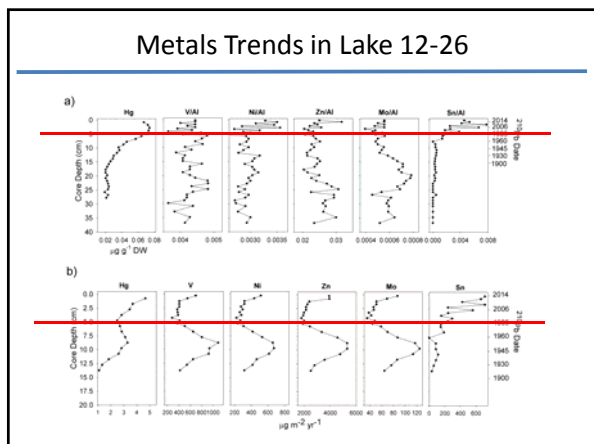 Metals Trends in Lake 12-26
a)
Hg V/Al Ni/Al Zn/Al Mo/Al Sn/Al
Core Depth (cm)
0
5
10
15
20
25
30
35
40
2014
2006
1960
1945
1930
1900
210Pb Date
0.02 0.04 0.06 0.08 0.004 0.005 0.0030 0.0035 0.02 0.03 0.0004 0.0006 0.0008 0.000 0.004 0.008
µg g⁻¹ DW
b)
Hg V Ni Zn Mo Sn
Core Depth (cm)
0.0
2.5
5.0
7.5
10.0
12.5
15.0
17.5
20.0
2014
2006
1960
1945
1900
210Pb Date
1 2 3 4 5 200 400 600 800 1000 200 400 600 800 2000 4000 6000 40 60 80 100 120 0 200 400 600
µg m⁻² yr⁻¹